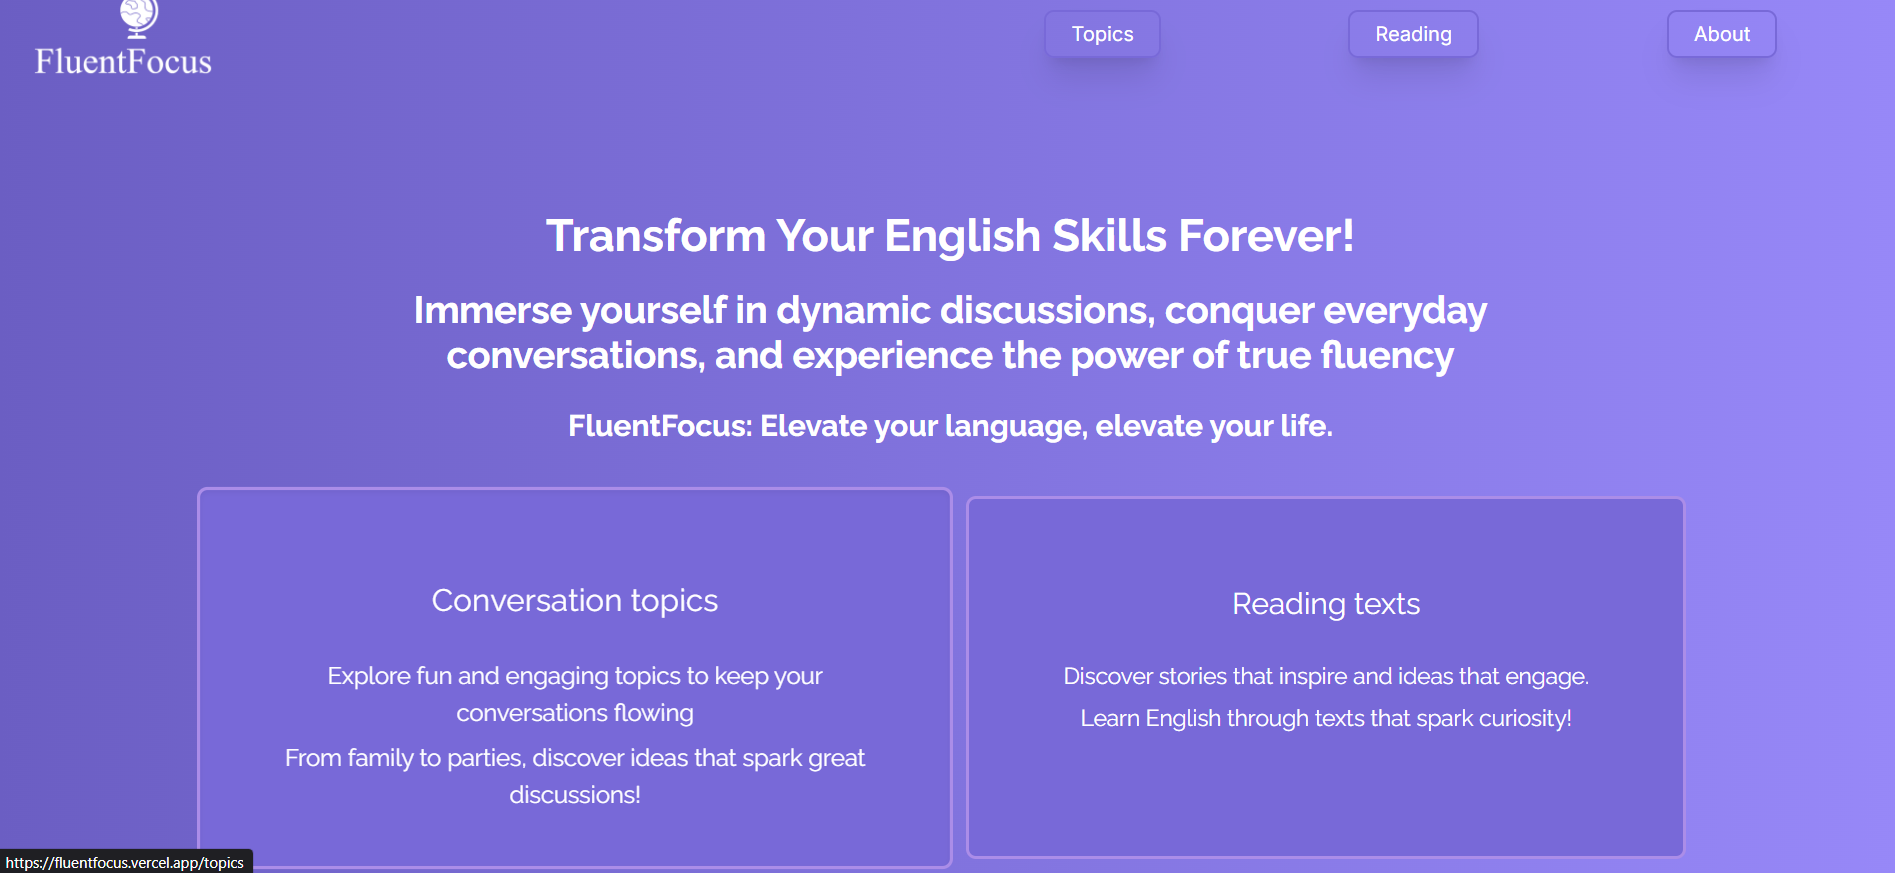 FluentFocus
Topics
Reading
About
Transform Your English Skills Forever!
Immerse yourself in dynamic discussions, conquer everyday
conversations, and experience the power of true fluency
FluentFocus: Elevate your language, elevate your life.
Conversation topics
Explore fun and engaging topics to keep your
conversations flowing
From family to parties, discover ideas that spark great
discussions!
Reading texts
Discover stories that inspire and ideas that engage.
Learn English through texts that spark curiosity!
https://fluentfocus.vercel.app/topics